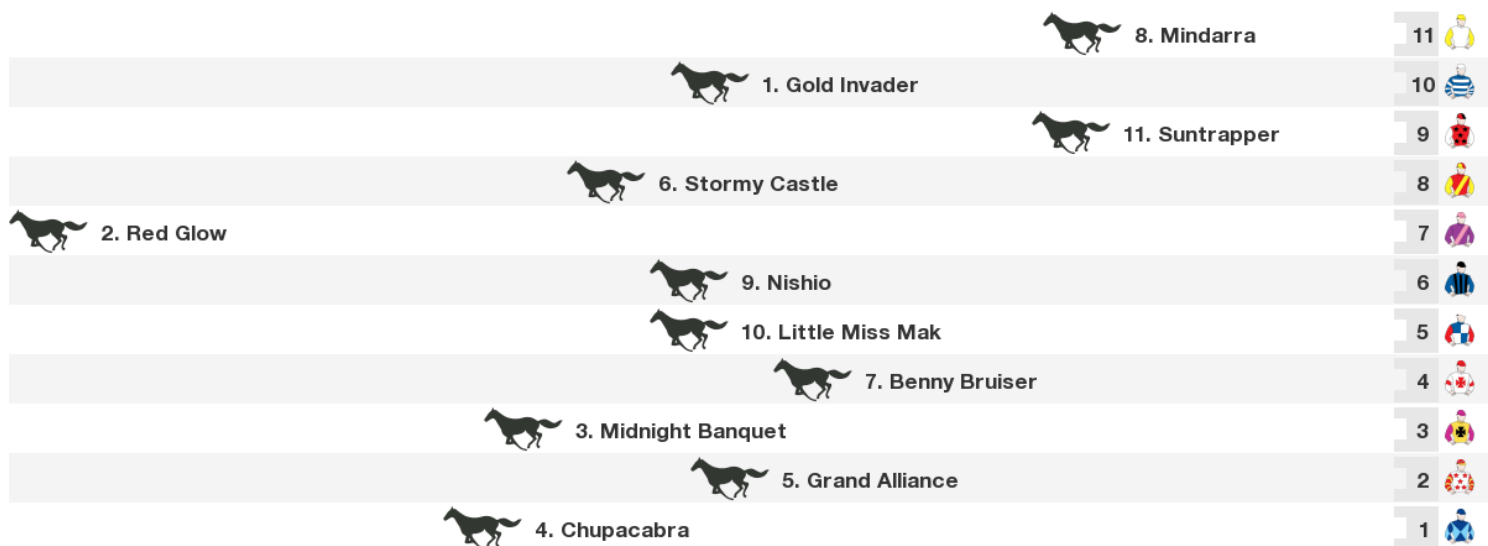 8. Mindarra 11
1. Gold Invader 10
11. Suntrapper 9
6. Stormy Castle 8
2. Red Glow 7
9. Nishio 6
10. Little Miss Mak 5
7. Benny Bruiser 4
3. Midnight Banquet 3
5. Grand Alliance 2
4. Chupacabra 1